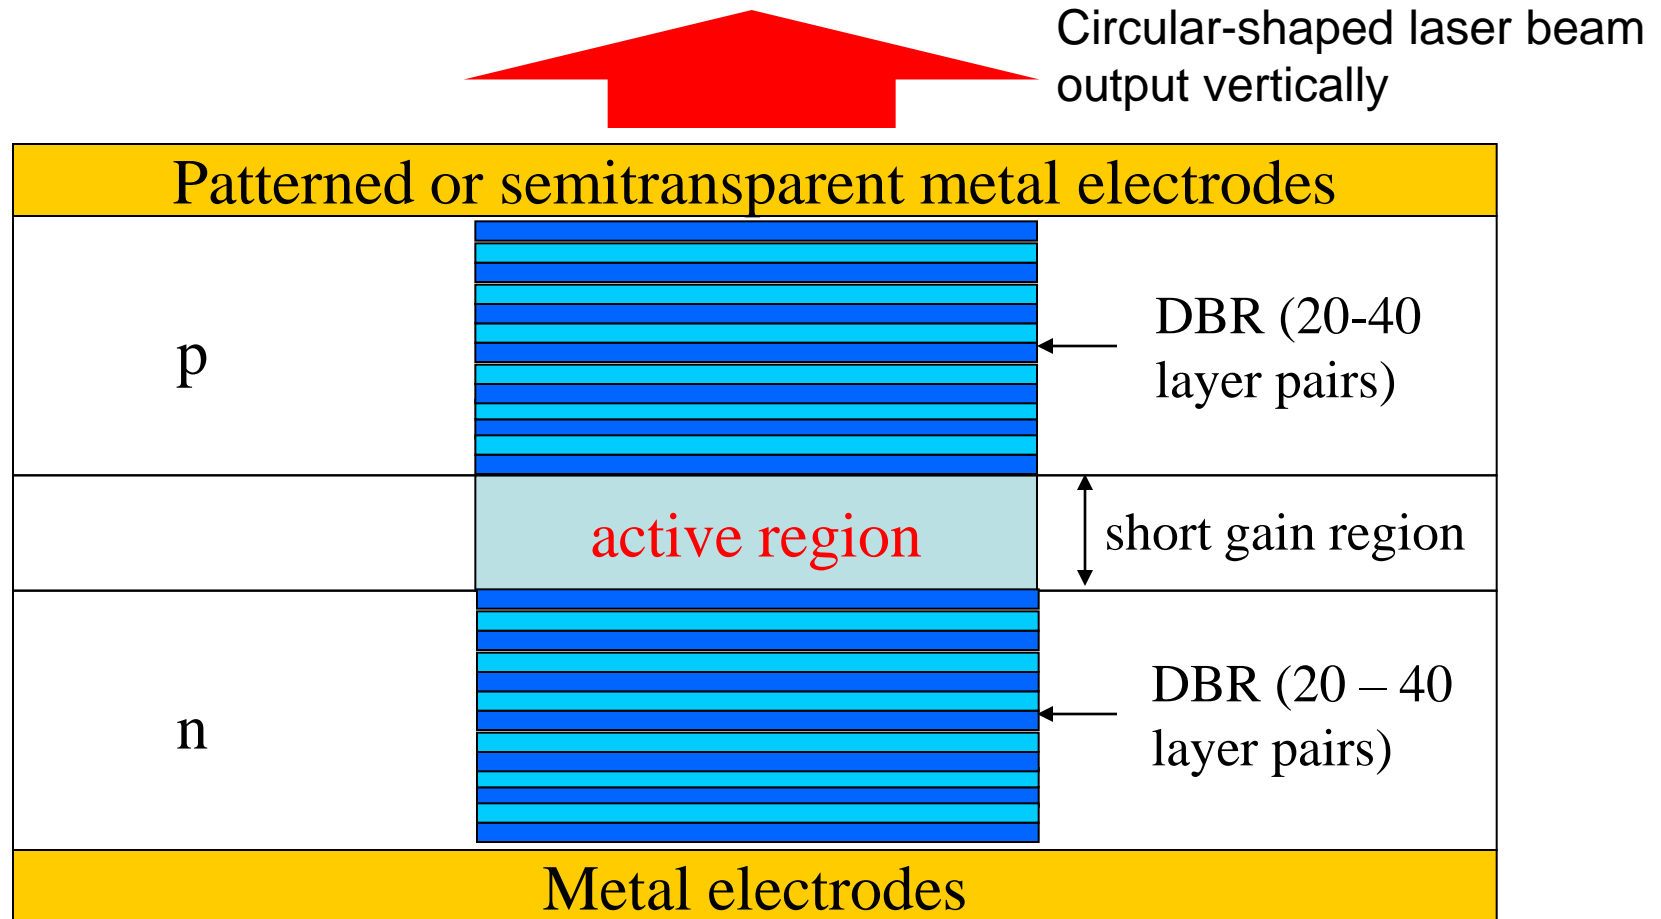 Circular-shaped laser beam
output vertically
Patterned or semitransparent metal electrodes
p
DBR (20-40
layer pairs)
active region
short gain region
n
DBR (20 – 40
layer pairs)
Metal electrodes